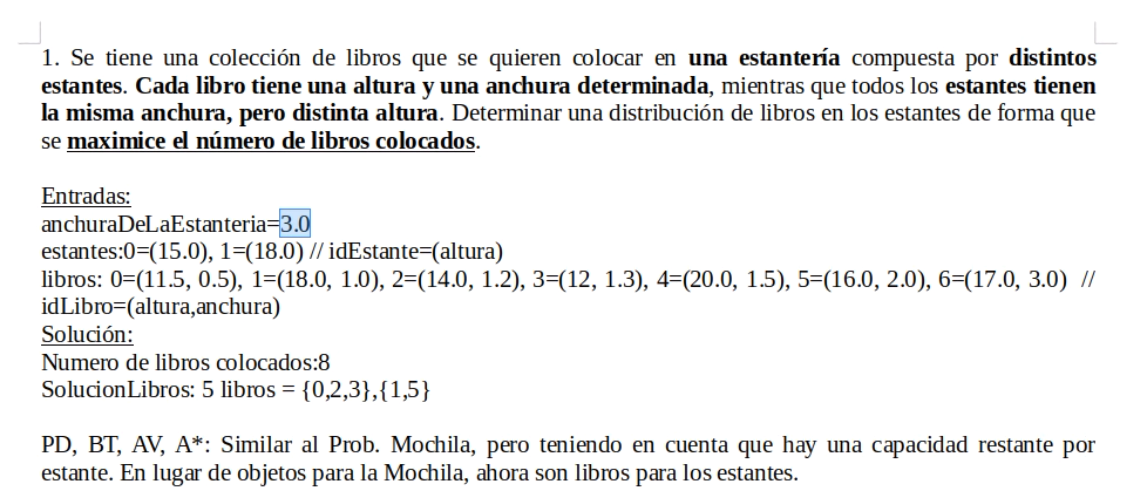 1. Se tiene una colección de libros que se quieren colocar en una estantería compuesta por distintos
estantes. Cada libro tiene una altura y una anchura determinada, mientras que todos los estantes tienen
la misma anchura, pero distinta altura. Determinar una distribución de libros en los estantes de forma que
se maximice el número de libros colocados.
Entradas:
anchuraDeLaEstanteria=3.0
estantes:0=(15.0), 1=(18.0) // idEstante=(altura)
libros: 0=(11.5, 0.5), 1=(18.0, 1.0), 2=(14.0, 1.2), 3=(12, 1.3), 4=(20.0, 1.5), 5=(16.0, 2.0), 6=(17.0, 3.0) //
idLibro=(altura,anchura)
Solución:
Numero de libros colocados:8
SolucionLibros: 5 libros = {0,2,3},{1,5}
PD, BT, AV, A*: Similar al Prob. Mochila, pero teniendo en cuenta que hay una capacidad restante por
estante. En lugar de objetos para la Mochila, ahora son libros para los estantes.